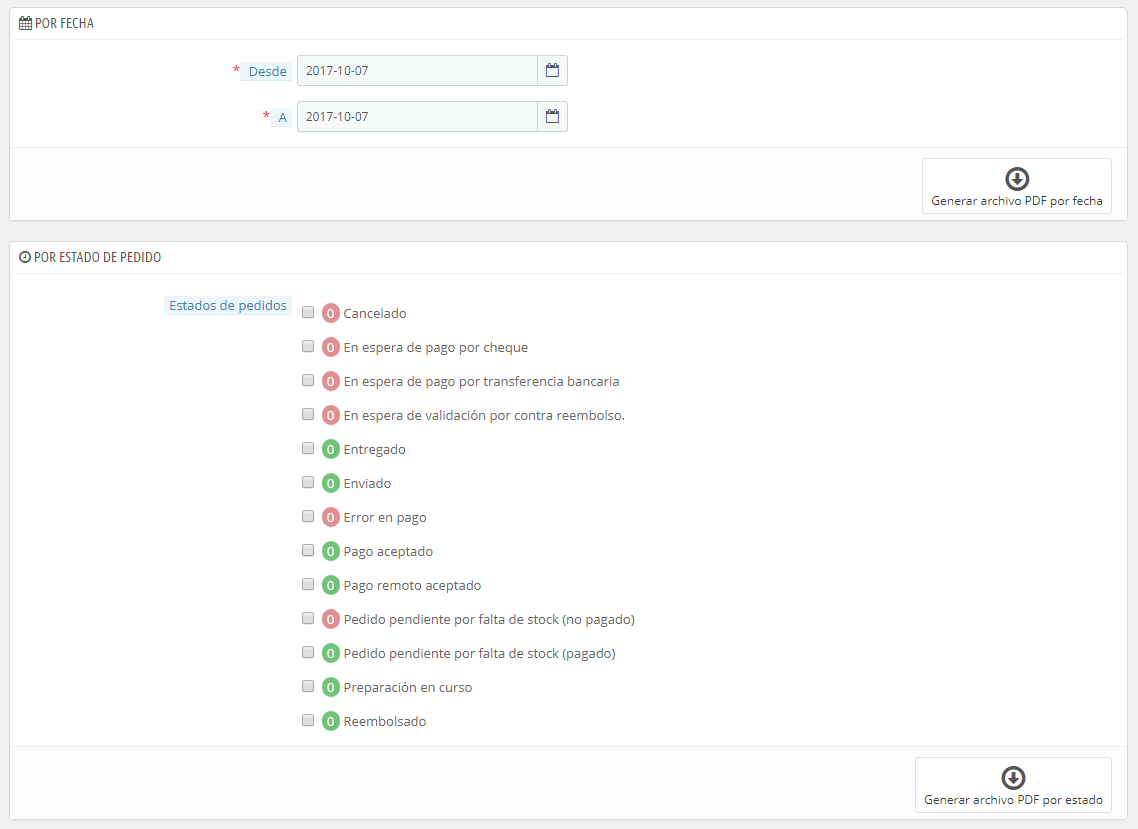 POR FECHA
* Desde 2017-10-07
* A 2017-10-07
Generar archivo PDF por fecha
POR ESTADO DE PEDIDO
Estados de pedidos
0 Cancelado
0 En espera de pago por cheque
0 En espera de pago por transferencia bancaria
0 En espera de validación por contra reembolso.
0 Entregado
0 Enviado
0 Error en pago
0 Pago aceptado
0 Pago remoto aceptado
0 Pedido pendiente por falta de stock (no pagado)
0 Pedido pendiente por falta de stock (pagado)
0 Preparación en curso
0 Reembolsado
Generar archivo PDF por estado